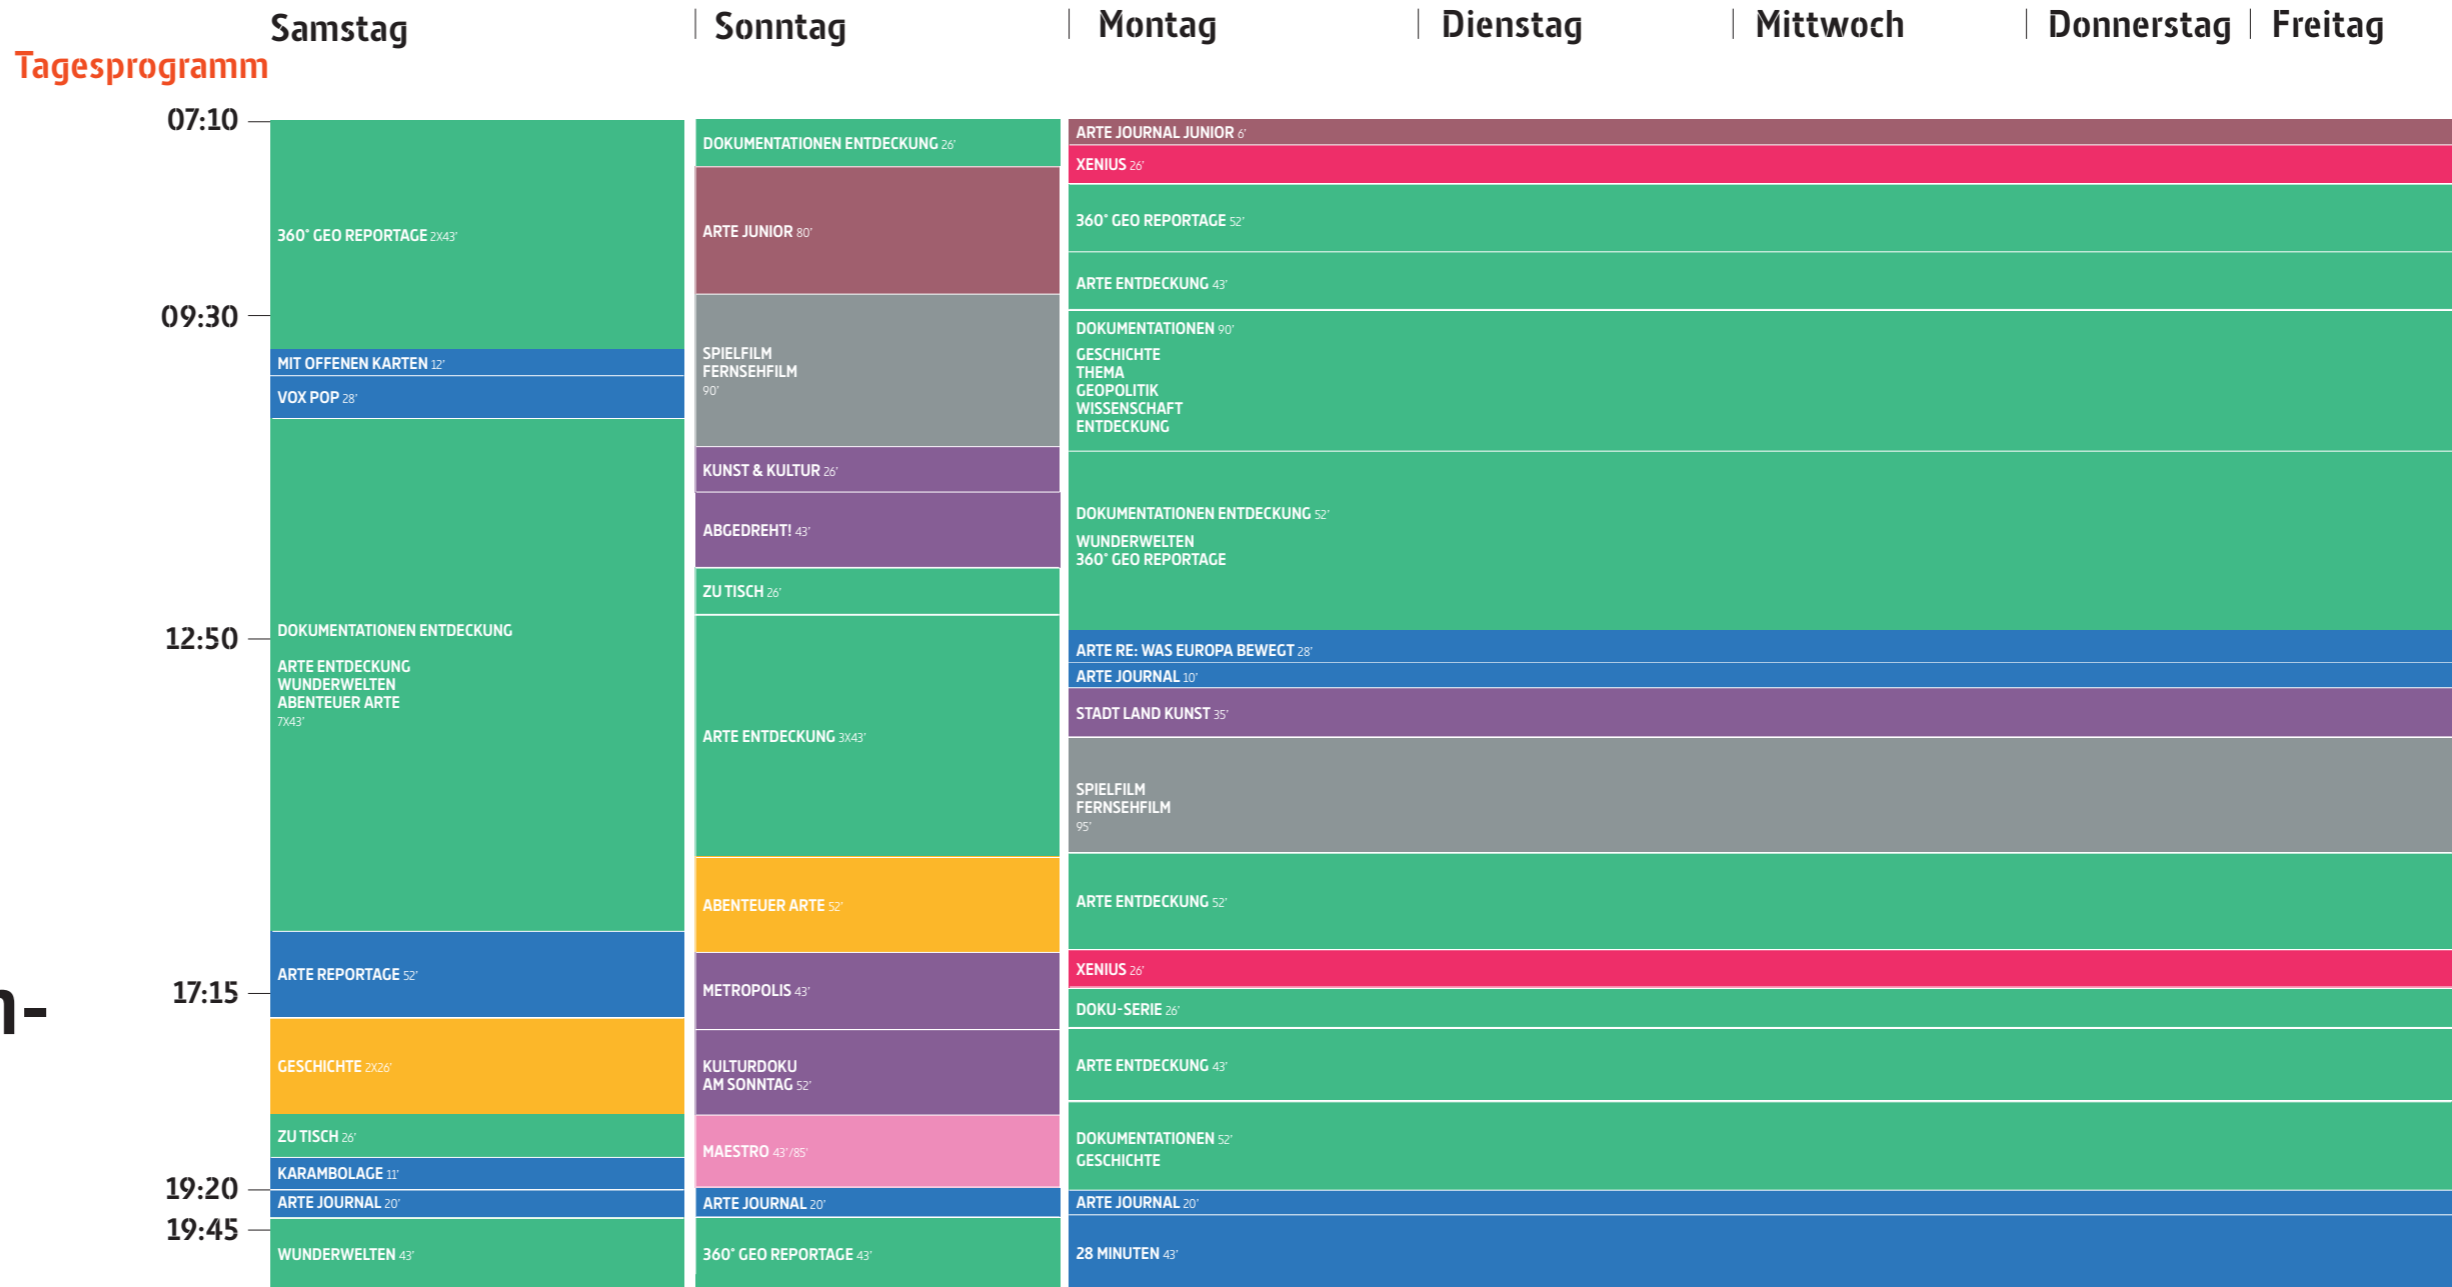 Samstag
Sonntag
Montag
Dienstag
Mittwoch
Donnerstag
Freitag
Tagesprogramm
07:10
09:30
12:50
17:15
19:20
19:45
n-
360° GEO REPORTAGE 2X43'
MIT OFFENEN KARTEN 12'
VOX POP 28'
DOKUMENTATIONEN ENTDECKUNG
ARTE ENTDECKUNG
WUNDERWELTEN
ABENTEUER ARTE
7X43'
ARTE REPORTAGE 52'
GESCHICHTE 2X26'
ZU TISCH 26'
KARAMBOLAGE 11'
ARTE JOURNAL 20'
WUNDERWELTEN 43'
DOKUMENTATIONEN ENTDECKUNG 26'
ARTE JUNIOR 80'
SPIELFILM
FERNSEHFILM
90'
KUNST & KULTUR 26'
ABGEDREHT! 43'
ZU TISCH 26'
ARTE ENTDECKUNG 3X43'
ABENTEUER ARTE 52'
METROPOLIS 43'
KULTURDOKU
AM SONNTAG 52'
MAESTRO 43'/85'
ARTE JOURNAL 20'
360° GEO REPORTAGE 43'
ARTE JOURNAL JUNIOR 6'
XENIUS 26'
360° GEO REPORTAGE 52'
ARTE ENTDECKUNG 43'
DOKUMENTATIONEN 90'
GESCHICHTE
THEMA
GEOPOLITIK
WISSENSCHAFT
ENTDECKUNG
DOKUMENTATIONEN ENTDECKUNG 52'
WUNDERWELTEN
360° GEO REPORTAGE
ARTE RE: WAS EUROPA BEWEGT 28'
ARTE JOURNAL 10'
STADT LAND KUNST 35'
SPIELFILM
FERNSEHFILM
95'
ARTE ENTDECKUNG 52'
XENIUS 26'
DOKU-SERIE 26'
ARTE ENTDECKUNG 43'
DOKUMENTATIONEN 52'
GESCHICHTE
ARTE JOURNAL 20'
28 MINUTEN 43'